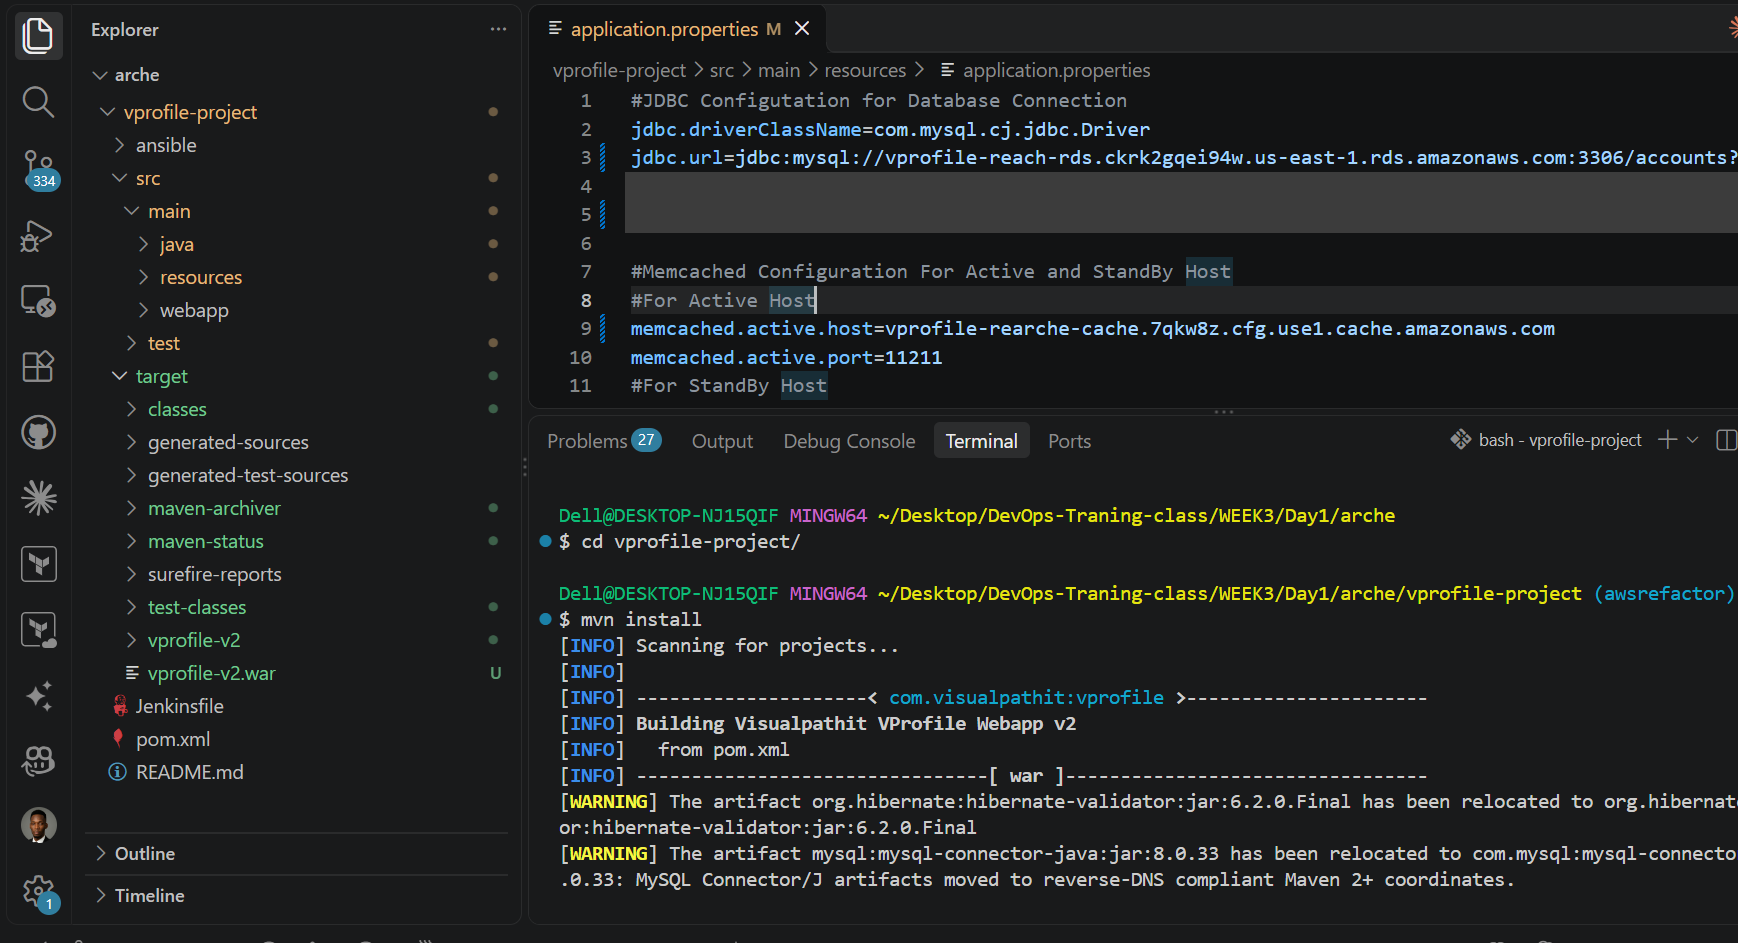 Explorer
arche
vprofile-project
ansible
src
334
main
java
resources
webapp
test
target
classes
generated-sources
generated-test-sources
maven-archiver
maven-status
surefire-reports
test-classes
vprofile-v2
vprofile-v2.war U
Jenkinsfile
pom.xml
README.md
Outline
Timeline
1
application.properties M
vprofile-project > src > main > resources > application.properties
1 #JDBC Configutation for Database Connection
2 jdbc.driverClassName=com.mysql.cj.jdbc.Driver
3 jdbc.url=jdbc:mysql://vprofile-reach-rds.ckrk2gqei94w.us-east-1.rds.amazonaws.com:3306/accounts?
4
5
6
7 #Memcached Configuration For Active and StandBy Host
8 #For Active Host
9 memcached.active.host=vprofile-rearche-cache.7qkw8z.cfg.use1.cache.amazonaws.com
10 memcached.active.port=11211
11 #For StandBy Host
Problems 27 Output Debug Console Terminal Ports bash - vprofile-project
Dell@DESKTOP-NJ15QIF MINGW64 ~/Desktop/DevOps-Traning-class/WEEK3/Day1/arche
$ cd vprofile-project/
Dell@DESKTOP-NJ15QIF MINGW64 ~/Desktop/DevOps-Traning-class/WEEK3/Day1/arche/vprofile-project (awsrefactor)
$ mvn install
[INFO] Scanning for projects...
[INFO]
[INFO] ---------------------< com.visualpathit:vprofile >----------------------
[INFO] Building Visualpathit VProfile Webapp v2
[INFO]   from pom.xml
[INFO] --------------------------------[ war ]---------------------------------
[WARNING] The artifact org.hibernate:hibernate-validator:jar:6.2.0.Final has been relocated to org.hibernat
or:hibernate-validator:jar:6.2.0.Final
[WARNING] The artifact mysql:mysql-connector-java:jar:8.0.33 has been relocated to com.mysql:mysql-connecto
.0.33: MySQL Connector/J artifacts moved to reverse-DNS compliant Maven 2+ coordinates.